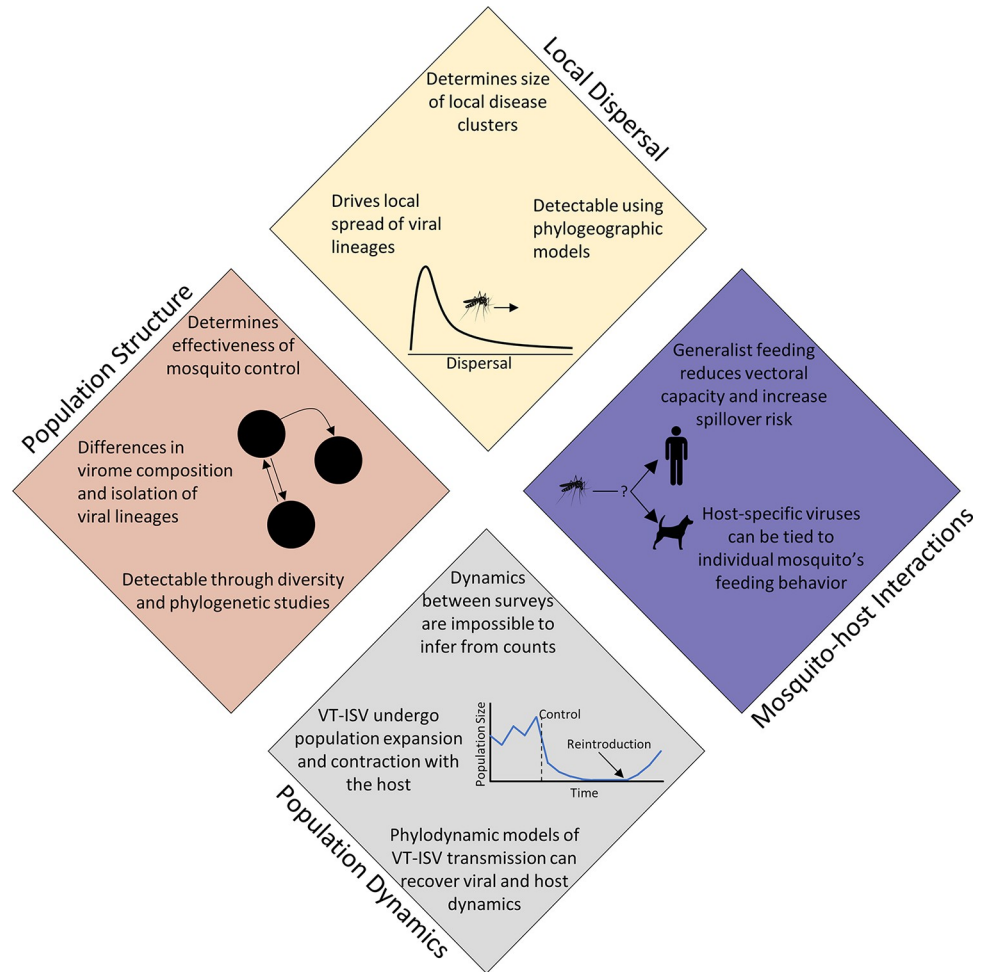 Local Dispersal
Determines size
of local disease
clusters
Drives local
spread of viral
lineages
Detectable using
phylogeographic
models
Dispersal
Population Structure
Determines
effectiveness of
mosquito control
Differences in
virome composition
and isolation of
viral lineages
Detectable through diversity
and phylogenetic studies
Mosquito-host Interactions
Generalist feeding
reduces vectoral
capacity and increase
spillover risk
?
Host-specific viruses
can be tied to
individual mosquito's
feeding behavior
Population Dynamics
Dynamics
between surveys
are impossible to
infer from counts
VT-ISV undergo
population expansion
and contraction with
the host
Population Size
Control
Reintroduction
Time
Phylodynamic models of
VT-ISV transmission can
recover viral and host
dynamics